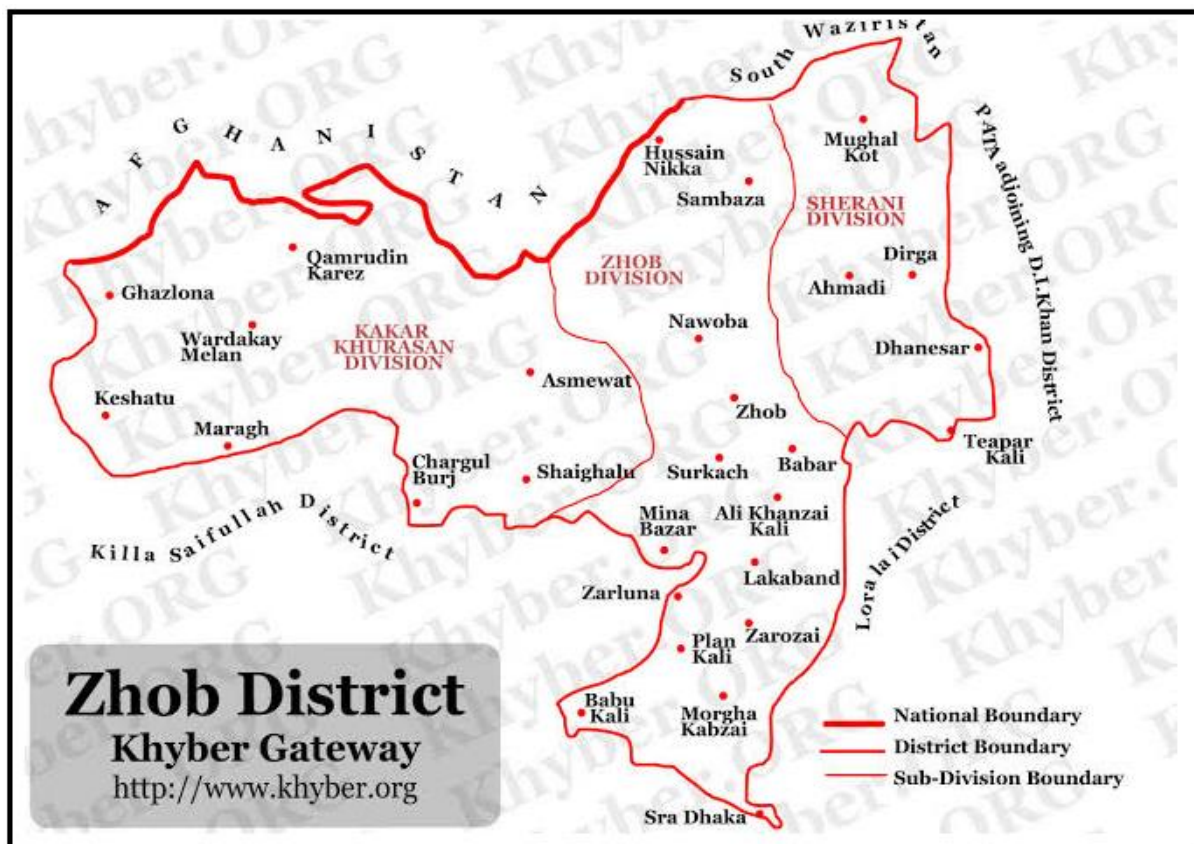 South Waziristan
AFGHANISTAN
Mughal
Kot
Hussain
Nikka
Sambaza
PATA adjoining D.I.Khan District
SHERANI
DIVISION
Qamrudin
Karez
ZHOB
DIVISION
Dirga
Ahmadi
Ghazlona
Wardakay
Melan
KAKAR
KHURASAN
DIVISION
Nawoba
Dhanesar
Asmewat
Keshatu
Zhob
Maragh
Teapar
Kali
Chargul
Burj
Shaighalu
Surkach
Babar
Killa Saifullah District
Mina
Bazar
Ali Khanzai
Kali
Lora lai District
Lakaband
Zarluna
Zarozai
Plan
Kali
Babu
Kali
Morgha
Kabzai
Sra Dhaka
Zhob District
Khyber Gateway
http://www.khyber.org
National Boundary
District Boundary
Sub-Division Boundary
Khyber.ORG